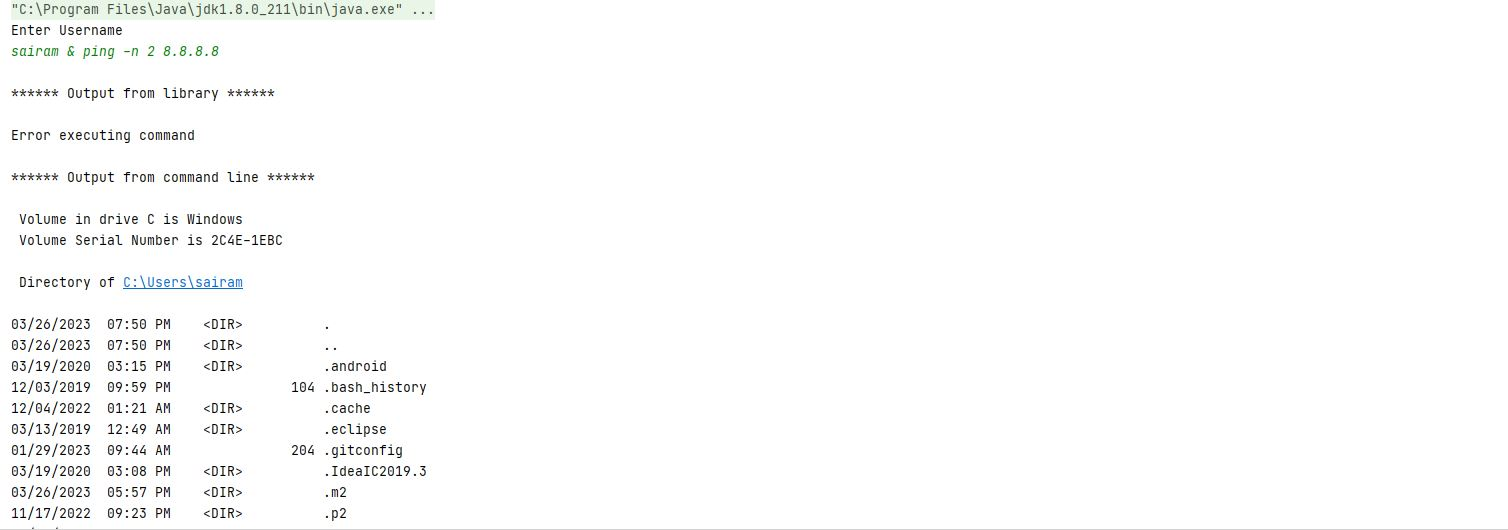 "C:\Program Files\Java\jdk1.8.0_211\bin\java.exe" ...
Enter Username
sairam & ping -n 2 8.8.8.8
****** Output from library ******
Error executing command
****** Output from command line ******
Volume in drive C is Windows
Volume Serial Number is 2C4E-1EBC
Directory of C:\Users\sairam
03/26/2023  07:50 PM    <DIR>          .
03/26/2023  07:50 PM    <DIR>          ..
03/19/2020  03:15 PM    <DIR>          .android
12/03/2019  09:59 PM               104 .bash_history
12/04/2022  01:21 AM    <DIR>          .cache
03/13/2019  12:49 AM    <DIR>          .eclipse
01/29/2023  09:44 AM               204 .gitconfig
03/19/2020  03:08 PM    <DIR>          .IdeaIC2019.3
03/26/2023  05:57 PM    <DIR>          .m2
11/17/2022  09:23 PM    <DIR>          .p2